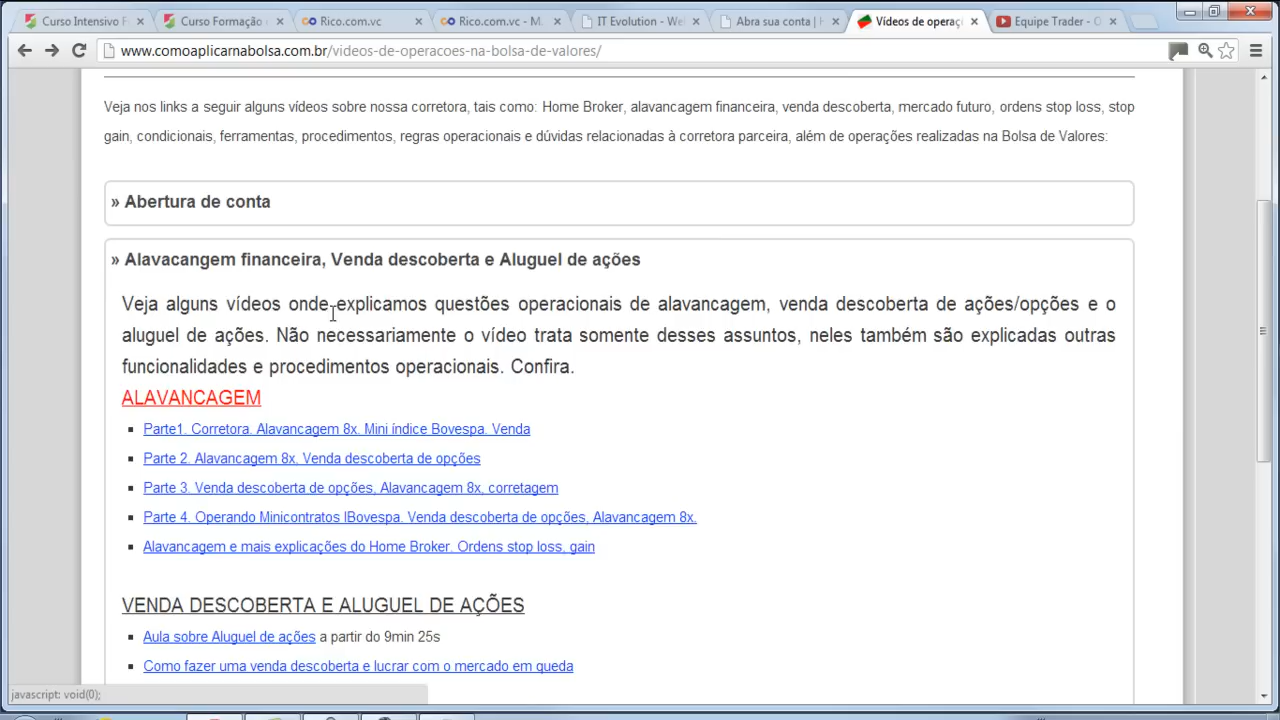 Curso Intensivo F
Curso Formação
Rico.com.vc
Rico.com.vc - M
IT Evolution - Wel
Abra sua conta
Vídeos de operaç
Equipe Trader - O
www.comoaplicarnabolsa.com.br/videos-de-operacoes-na-bolsa-de-valores/
Veja nos links a seguir alguns vídeos sobre nossa corretora, tais como: Home Broker, alavancagem financeira, venda descoberta, mercado futuro, ordens stop loss, stop
gain, condicionais, ferramentas, procedimentos, regras operacionais e dúvidas relacionadas à corretora parceira, além de operações realizadas na Bolsa de Valores:
» Abertura de conta
» Alavacangem financeira, Venda descoberta e Aluguel de ações
Veja alguns vídeos onde explicamos questões operacionais de alavancagem, venda descoberta de ações/opções e o
aluguel de ações. Não necessariamente o vídeo trata somente desses assuntos, neles também são explicadas outras
funcionalidades e procedimentos operacionais. Confira.
ALAVANCAGEM
▪ Parte1. Corretora. Alavancagem 8x. Mini índice Bovespa. Venda
▪ Parte 2. Alavancagem 8x, Venda descoberta de opções
▪ Parte 3. Venda descoberta de opções, Alavancagem 8x, corretagem
▪ Parte 4. Operando Minicontratos IBovespa. Venda descoberta de opções, Alavancagem 8x.
▪ Alavancagem e mais explicações do Home Broker. Ordens stop loss, gain
VENDA DESCOBERTA E ALUGUEL DE AÇÕES
▪ Aula sobre Aluguel de ações a partir do 9min 25s
▪ Como fazer uma venda descoberta e lucrar com o mercado em queda
javascript: void(0);